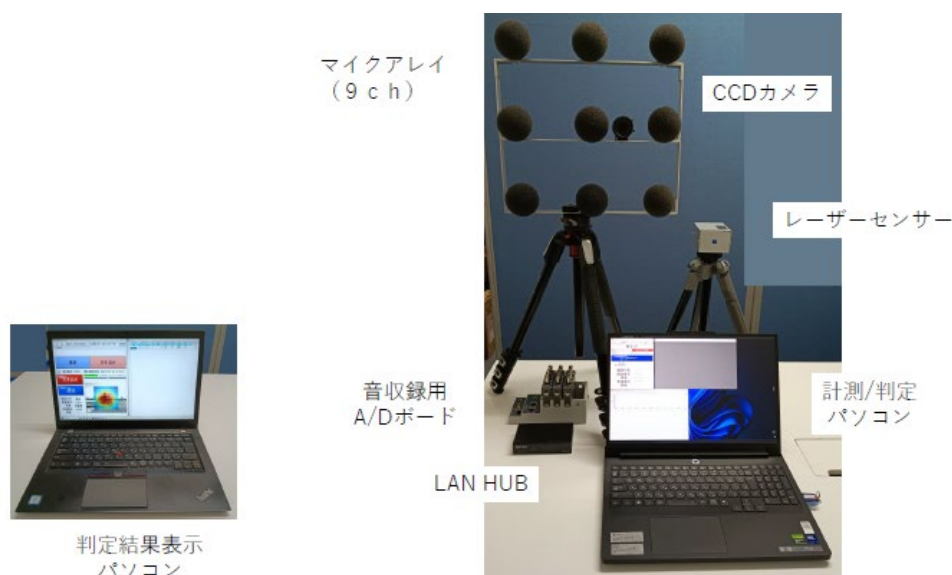 マイクアレイ
(9ch)
CCDカメラ
レーザーセンサー
音収録用
A/Dボード
計測/判定
パソコン
LAN HUB
判定結果表示
パソコン